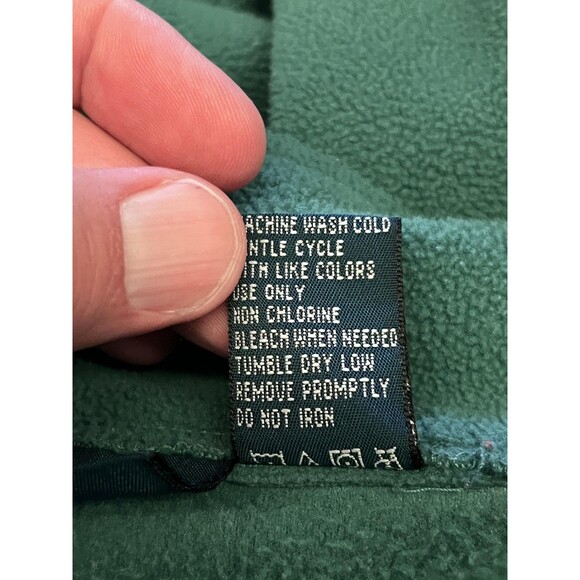 ACHINE WASH COLD
NTLE CYCLE
TH LIKE COLORS
USE ONLY
NON CHLORINE
BLEACH WHEN NEEDED
TUMBLE DRY LOW
REMOVE PROMPTLY
DO NOT IRON